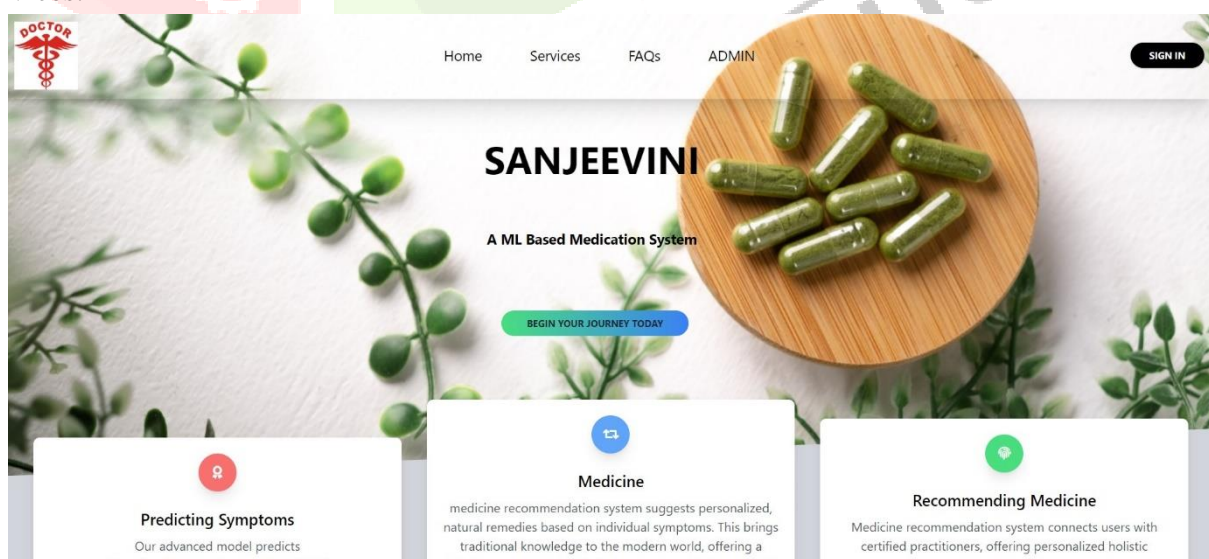 DOCTOR
Home Services FAQs ADMIN SIGN IN
SANJEEVINI
A ML Based Medication System
BEGIN YOUR JOURNEY TODAY
Predicting Symptoms
Our advanced model predicts
Medicine
medicine recommendation system suggests personalized,
natural remedies based on individual symptoms. This brings
traditional knowledge to the modern world, offering a
Recommending Medicine
Medicine recommendation system connects users with
certified practitioners, offering personalized holistic